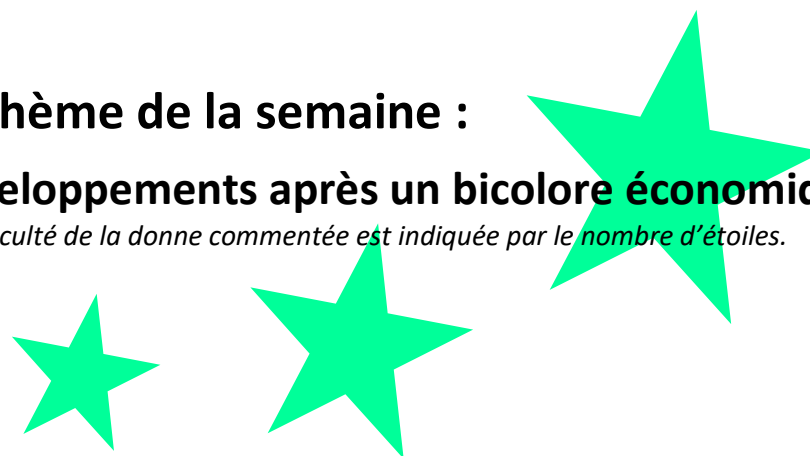 hème de la semaine :
eloppements après un bicolore économi
culté de la donne commentée est indiquée par le nombre d'étoiles.